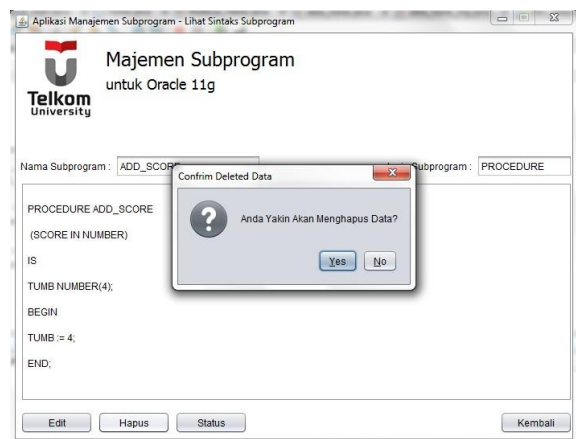 Aplikasi Manajemen Subprogram - Lihat Sintaks Subprogram
Majemen Subprogram
untuk Oracle 11g
Telkom
University
Nama Subprogram : ADD_SCORE
Subprogram : PROCEDURE
Confrim Deleted Data
Anda Yakin Akan Menghapus Data?
Yes No
PROCEDURE ADD_SCORE
(SCORE IN NUMBER)
IS
TUMB NUMBER(4);
BEGIN
TUMB := 4;
END;
Edit Hapus Status Kembali